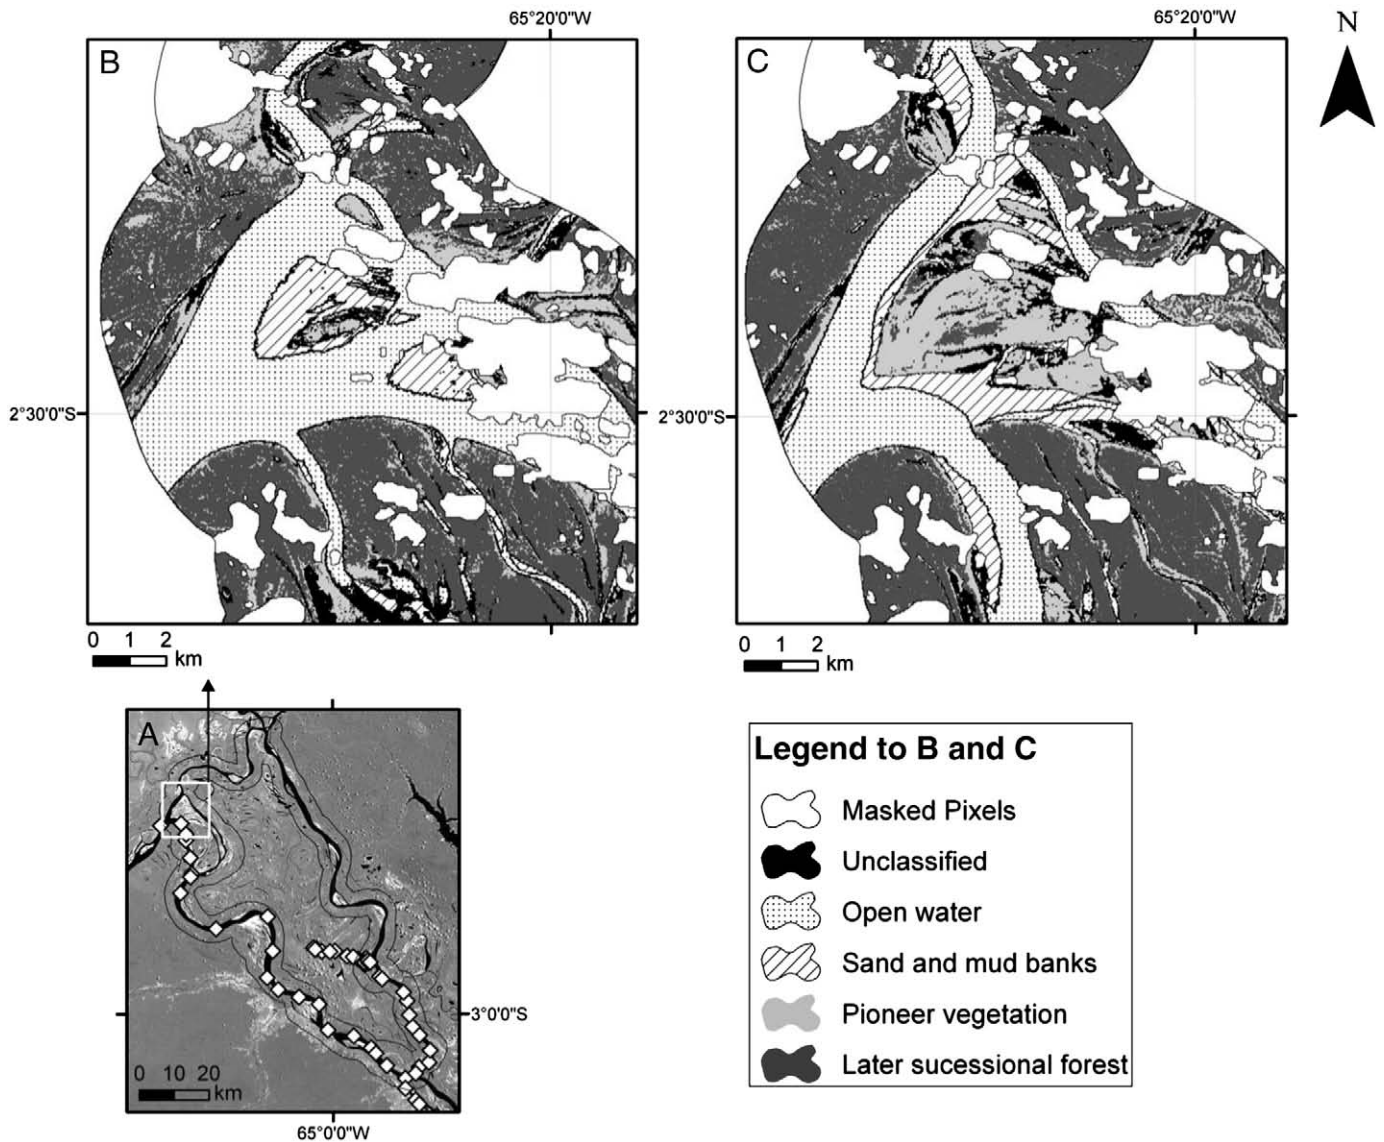 65°20'0"W
65°20'0"W
N
B
C
2°30'0"S
2°30'0"S
0 1 2
km
0 1 2
km
A
Legend to B and C
Masked Pixels
Unclassified
Open water
Sand and mud banks
Pioneer vegetation
Later sucessional forest
3°0'0"S
0 10 20
km
65°0'0"W